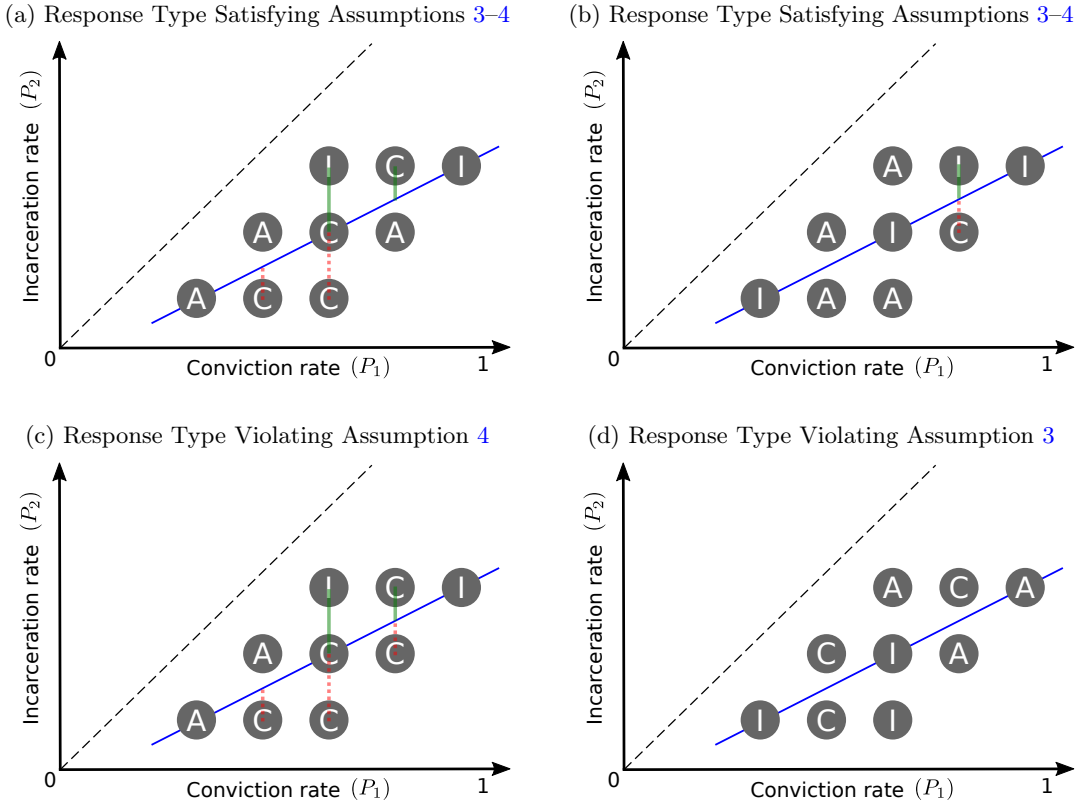 (a) Response Type Satisfying Assumptions 3–4
Incarceration rate (P₂)
I C I
A C A
A C C
0
Conviction rate (P₁)
1
(b) Response Type Satisfying Assumptions 3–4
Incarceration rate (P₂)
A I I
A I C
I A A
0
Conviction rate (P₁)
1
(c) Response Type Violating Assumption 4
Incarceration rate (P₂)
I C I
A C C
A C C
0
Conviction rate (P₁)
1
(d) Response Type Violating Assumption 3
Incarceration rate (P₂)
A C A
C I A
I C I
0
Conviction rate (P₁)
1